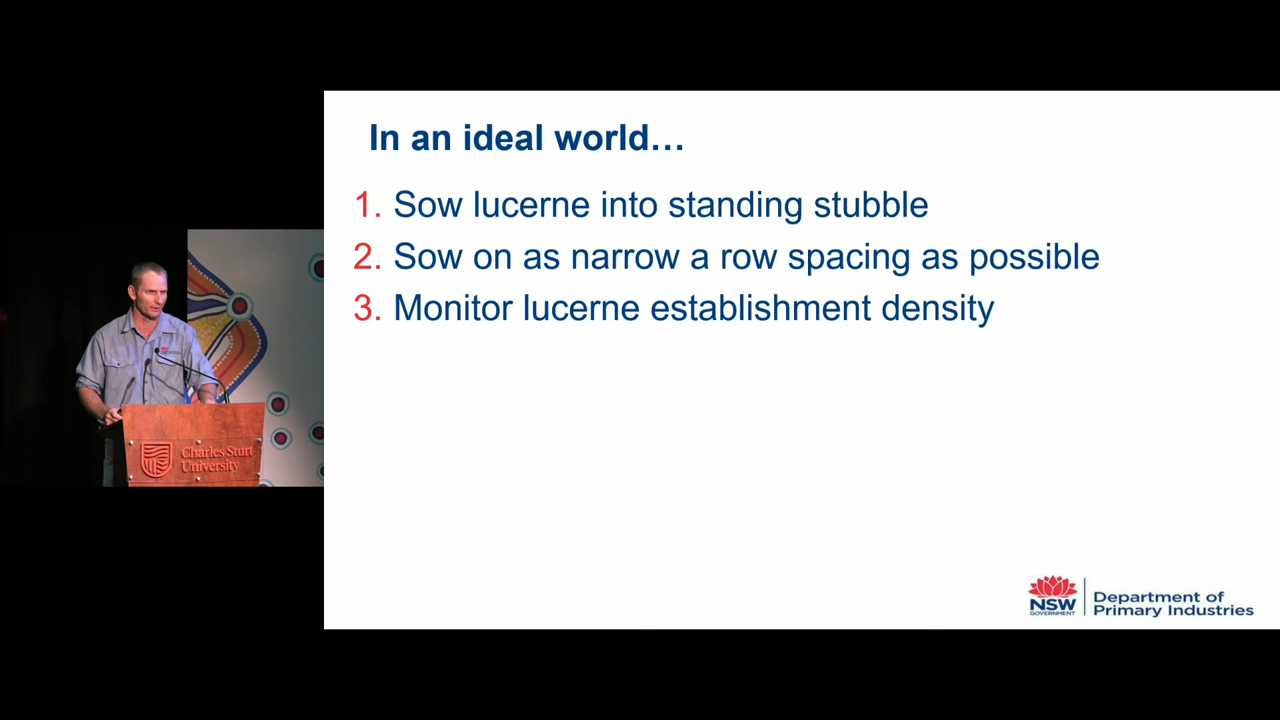 In an ideal world…
1. Sow lucerne into standing stubble
2. Sow on as narrow a row spacing as possible
3. Monitor lucerne establishment density
Charles Sturt
University
NSW
GOVERNMENT
Department of
Primary Industries